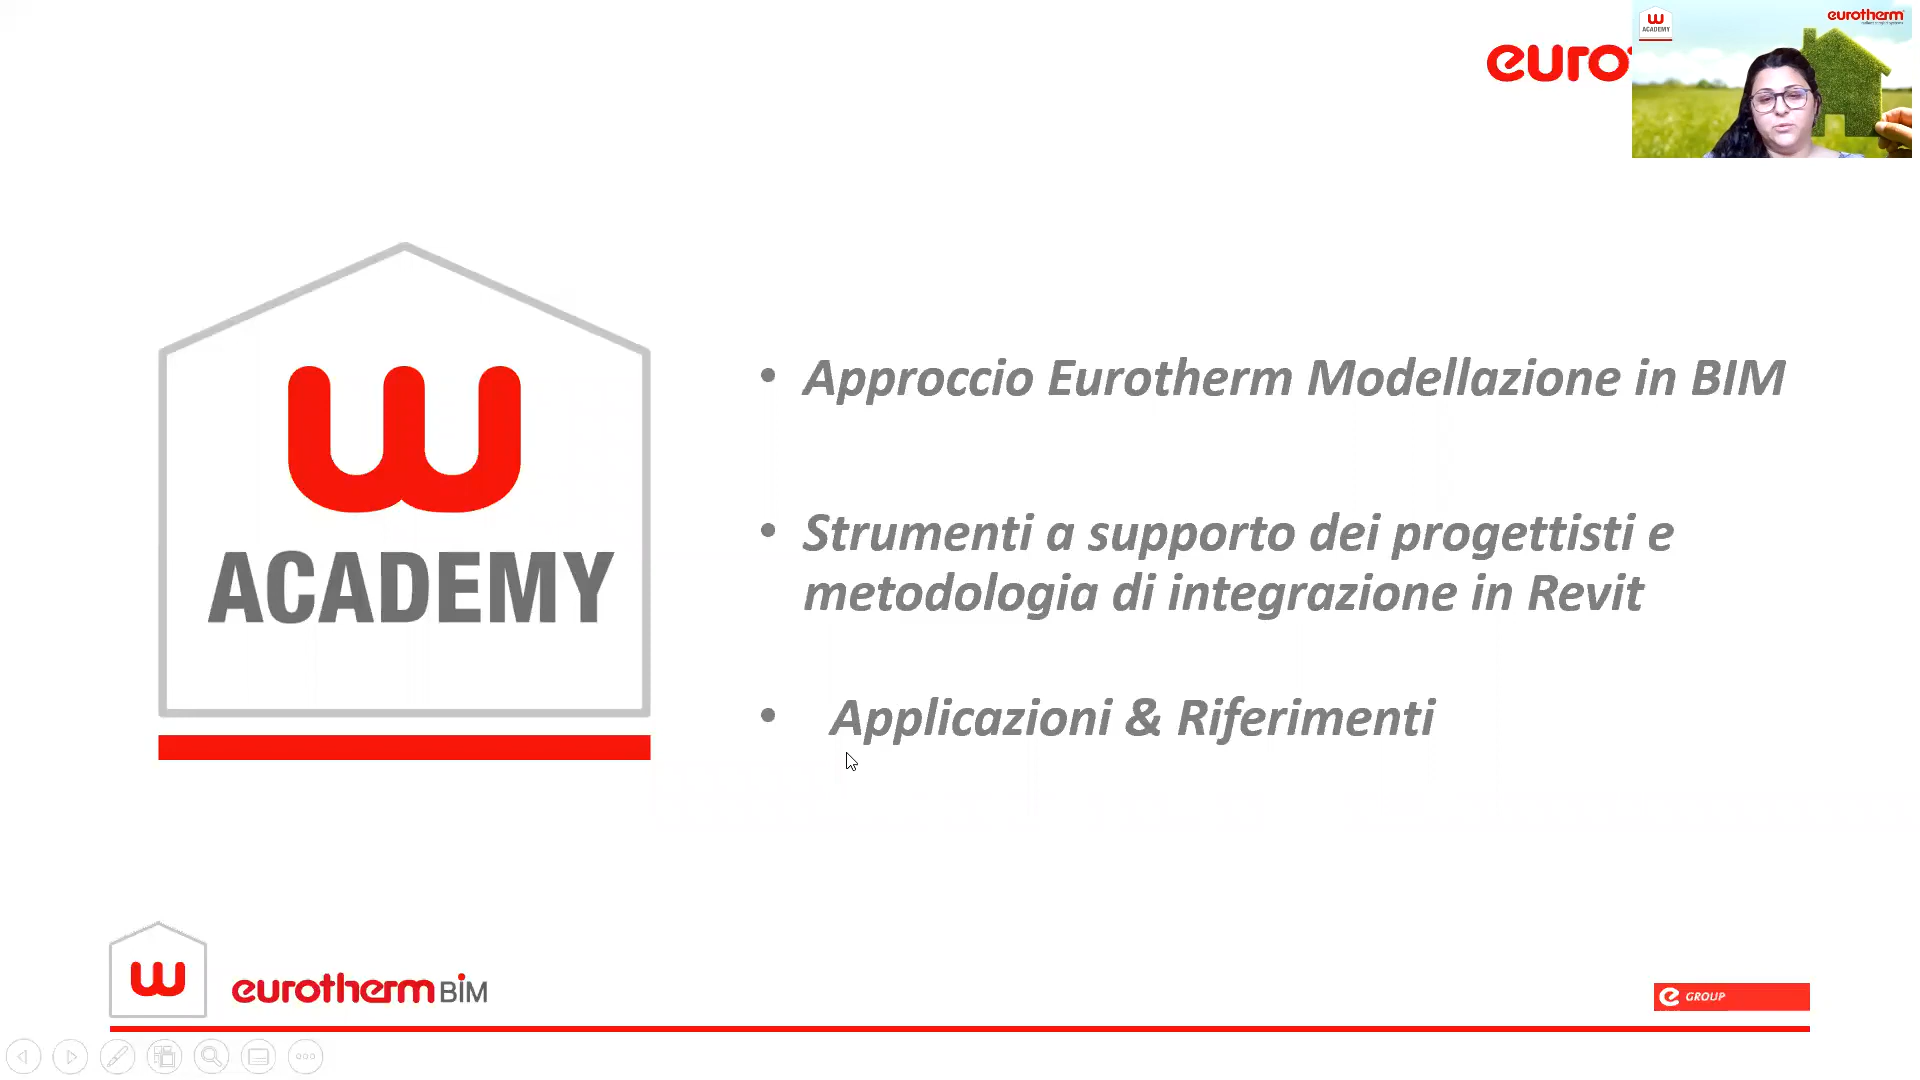 euro
W
ACADEMY
eurotherm
• Approccio Eurotherm Modellazione in BIM
W
ACADEMY
• Strumenti a supporto dei progettisti e
metodologia di integrazione in Revit
• Applicazioni & Riferimenti
W
eurotherm BIM
e GROUP